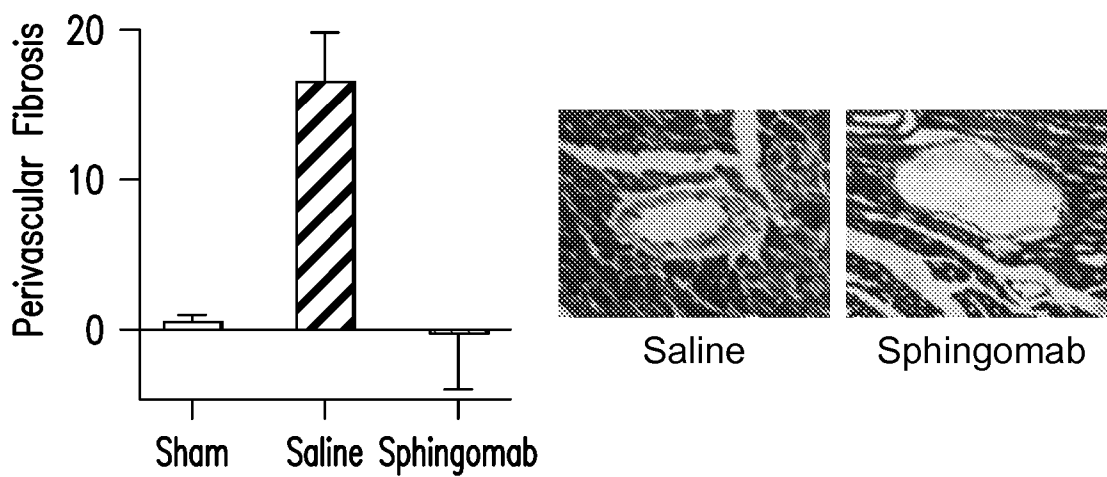 Perivascular Fibrosis
20
10
0
Sham Saline Sphingomab
Saline
Sphingomab